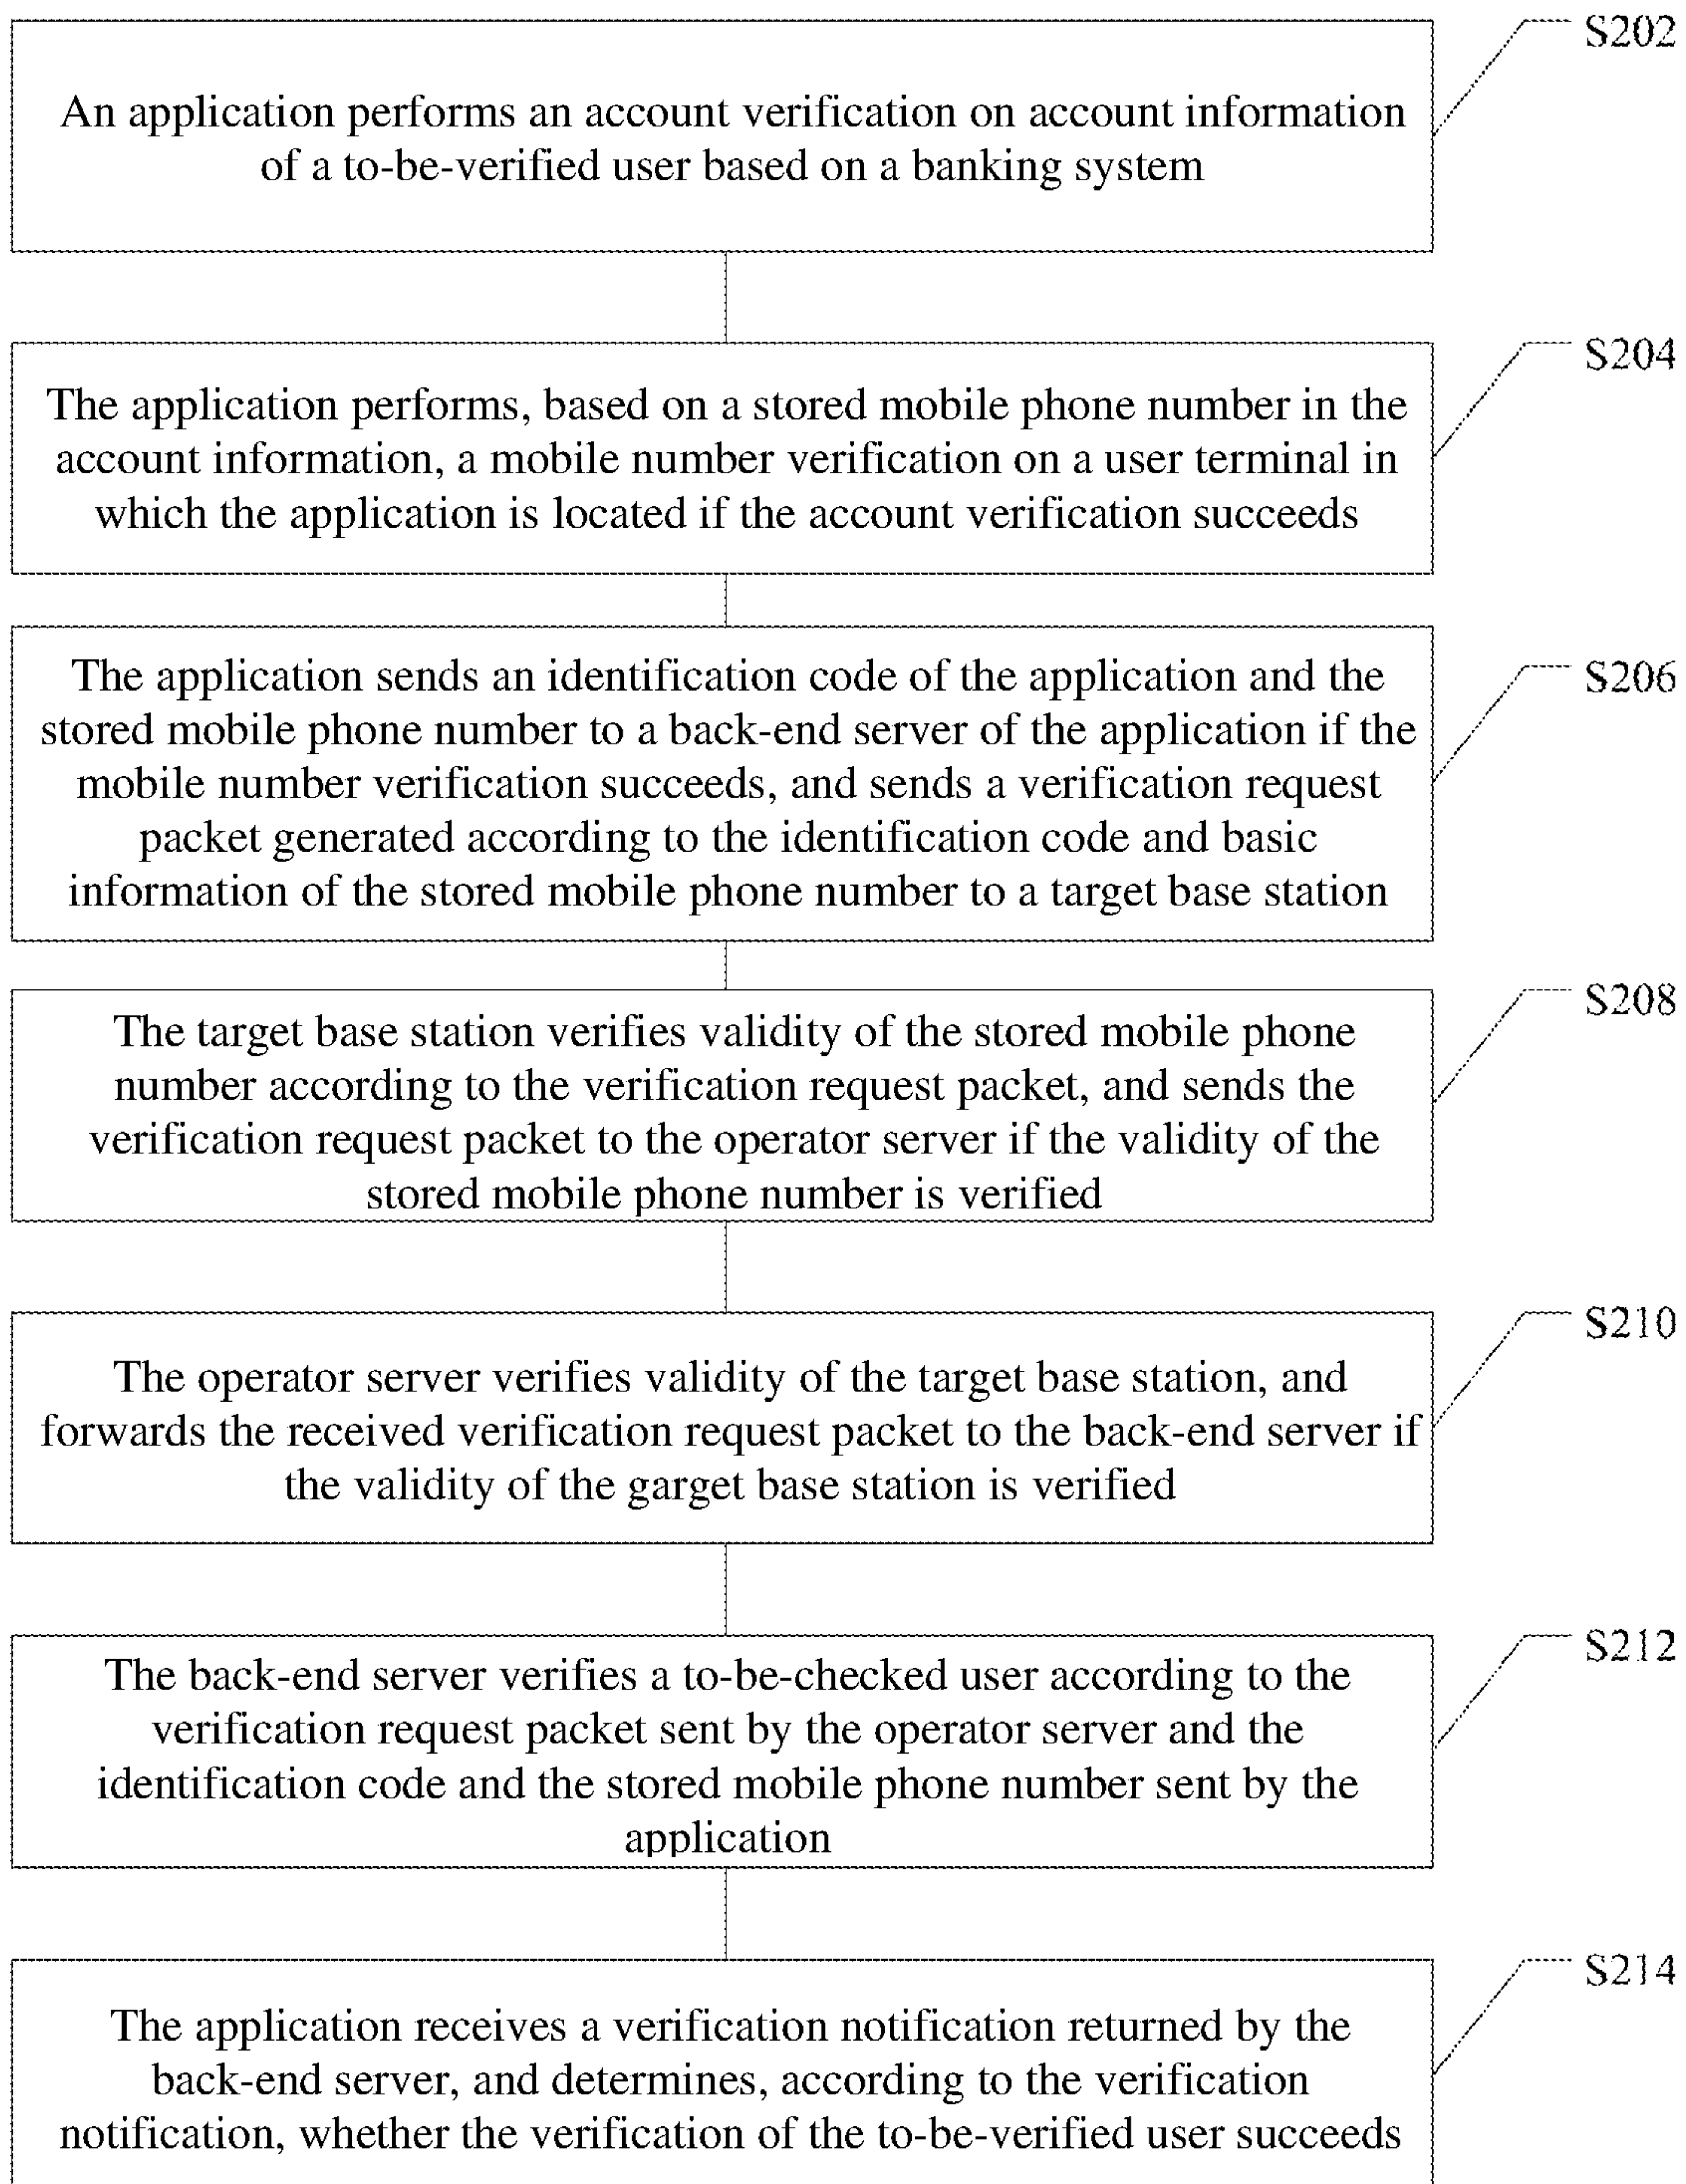 S202
An application performs an account verification on account information
of a to-be-verified user based on a banking system
S204
The application performs, based on a stored mobile phone number in the
account information, a mobile number verification on a user terminal in
which the application is located if the account verification succeeds
S206
The application sends an identification code of the application and the
stored mobile phone number to a back-end server of the application if the
mobile number verification succeeds, and sends a verification request
packet generated according to the identification code and basic
information of the stored mobile phone number to a target base station
S208
The target base station verifies validity of the stored mobile phone
number according to the verification request packet, and sends the
verification request packet to the operator server if the validity of the
stored mobile phone number is verified
S210
The operator server verifies validity of the target base station, and
forwards the received verification request packet to the back-end server if
the validity of the garget base station is verified
S212
The back-end server verifies a to-be-checked user according to the
verification request packet sent by the operator server and the
identification code and the stored mobile phone number sent by the
application
S214
The application receives a verification notification returned by the
back-end server, and determines, according to the verification
notification, whether the verification of the to-be-verified user succeeds